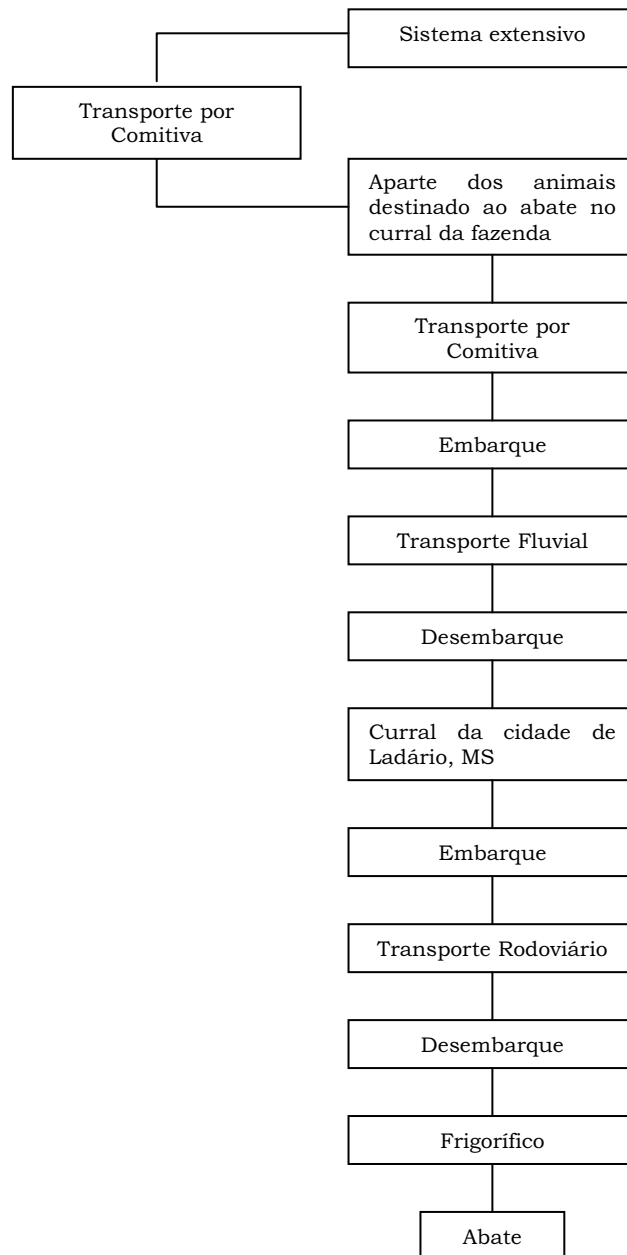 Sistema extensivo
Transporte por
Comitiva
Aparte dos animais
destinado ao abate no
curral da fazenda
Transporte por
Comitiva
Embarque
Transporte Fluvial
Desembarque
Curral da cidade de
Ladário, MS
Embarque
Transporte Rodoviário
Desembarque
Frigorífico
Abate